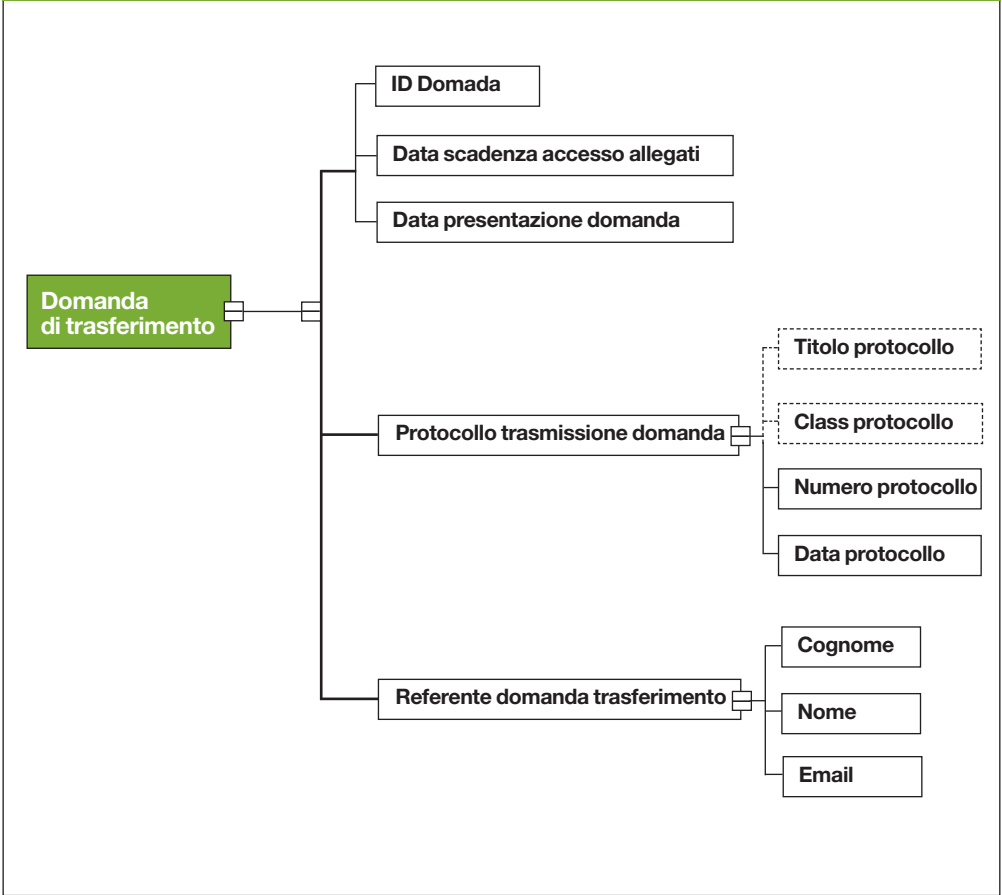 ID Domada
Data scadenza accesso allegati
Data presentazione domanda
Domanda
di trasferimento
Titolo protocollo
Class protocollo
Protocollo trasmissione domanda
Numero protocollo
Data protocollo
Cognome
Referente domanda trasferimento
Nome
Email